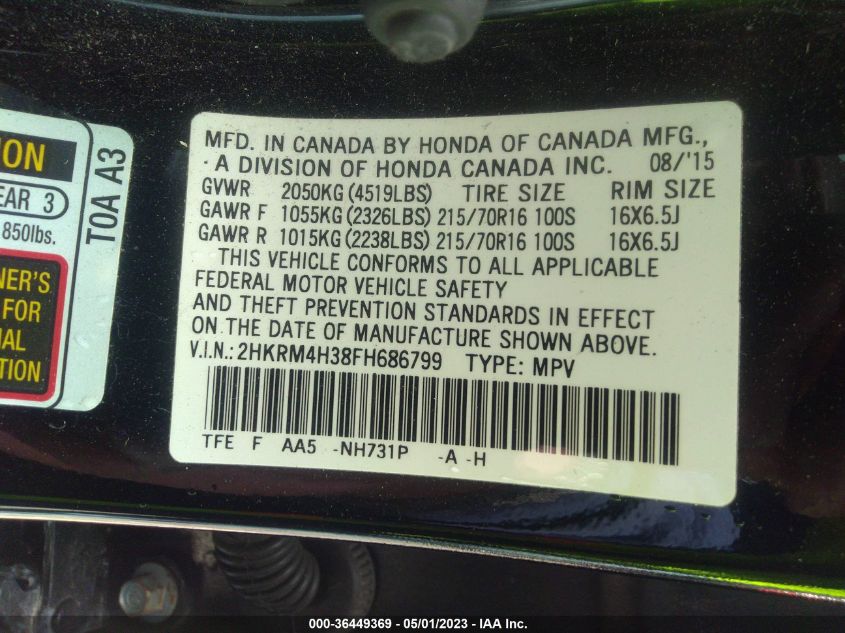 MFD. IN CANADA BY HONDA OF CANADA MFG.,
A DIVISION OF HONDA CANADA INC. 08/'15
GVWR 2050KG (4519LBS) TIRE SIZE RIM SIZE
GAWR F 1055KG (2326LBS) 215/70R16 100S 16X6.5J
GAWR R 1015KG (2238LBS) 215/70R16 100S 16X6.5J
THIS VEHICLE CONFORMS TO ALL APPLICABLE
FEDERAL MOTOR VEHICLE SAFETY
AND THEFT PREVENTION STANDARDS IN EFFECT
ON THE DATE OF MANUFACTURE SHOWN ABOVE.
V.I.N.: 2HKRM4H38FH686799 TYPE: MPV
TFE F AA5 -NH731P -A -H
ION
EAR 3
850lbs.
NER'S
FOR
TION.
T0A A3
000-36449369 - 05/01/2023 - IAA Inc.